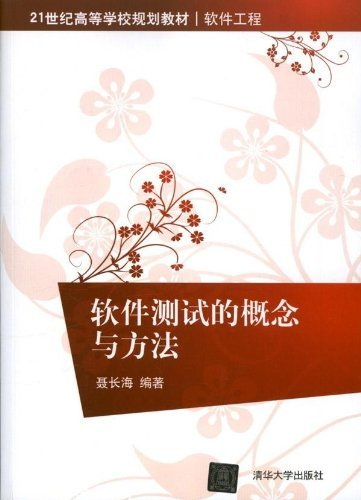 21世纪高等学校规划教材 | 软件工程
软件测试的概念
与方法
聂长海 编著
清华大学出版社